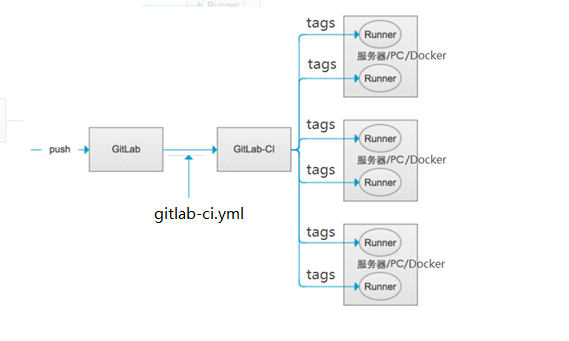 Runner
tags
Runner
服务器/PC/Docker
tags
Runner
tags
Runner
push
GitLab
GitLab-CI
服务器/PC/Docker
tags
Runner
gitlab-ci.yml
tags
Runner
服务器/PC/Docker
tags
Runner